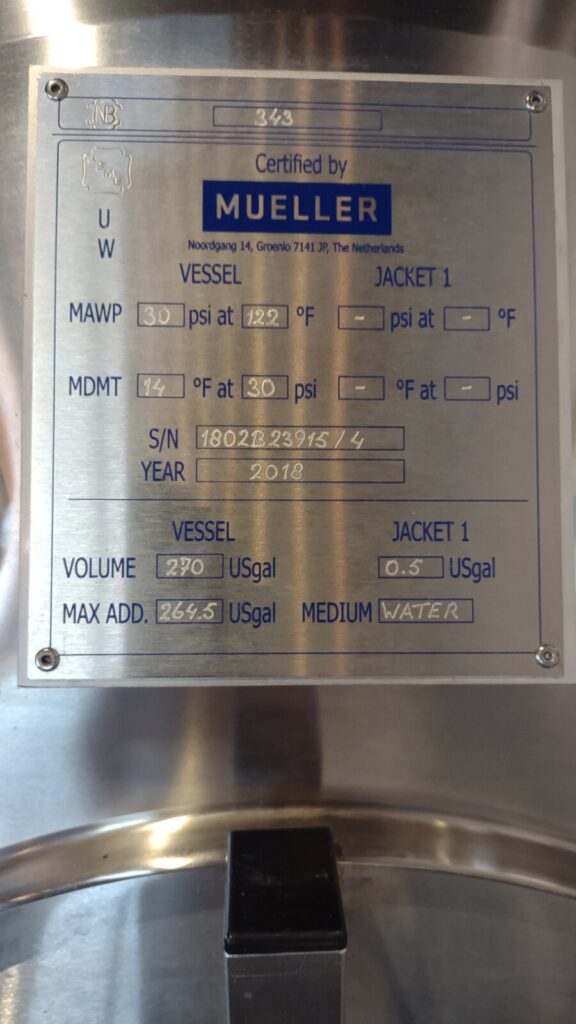 NB 343
Certified by
MUELLER
U
W
Noordgang 14, Groenlo 7141 JP, The Netherlands
VESSEL JACKET 1
MAWP 30 psi at 122 °F - psi at - °F
MDMT 14 °F at 30 psi - °F at - psi
S/N 1802B23915/4
YEAR 2018
VESSEL JACKET 1
VOLUME 270 USgal 0.5 USgal
MAX ADD. 264.5 USgal MEDIUM WATER